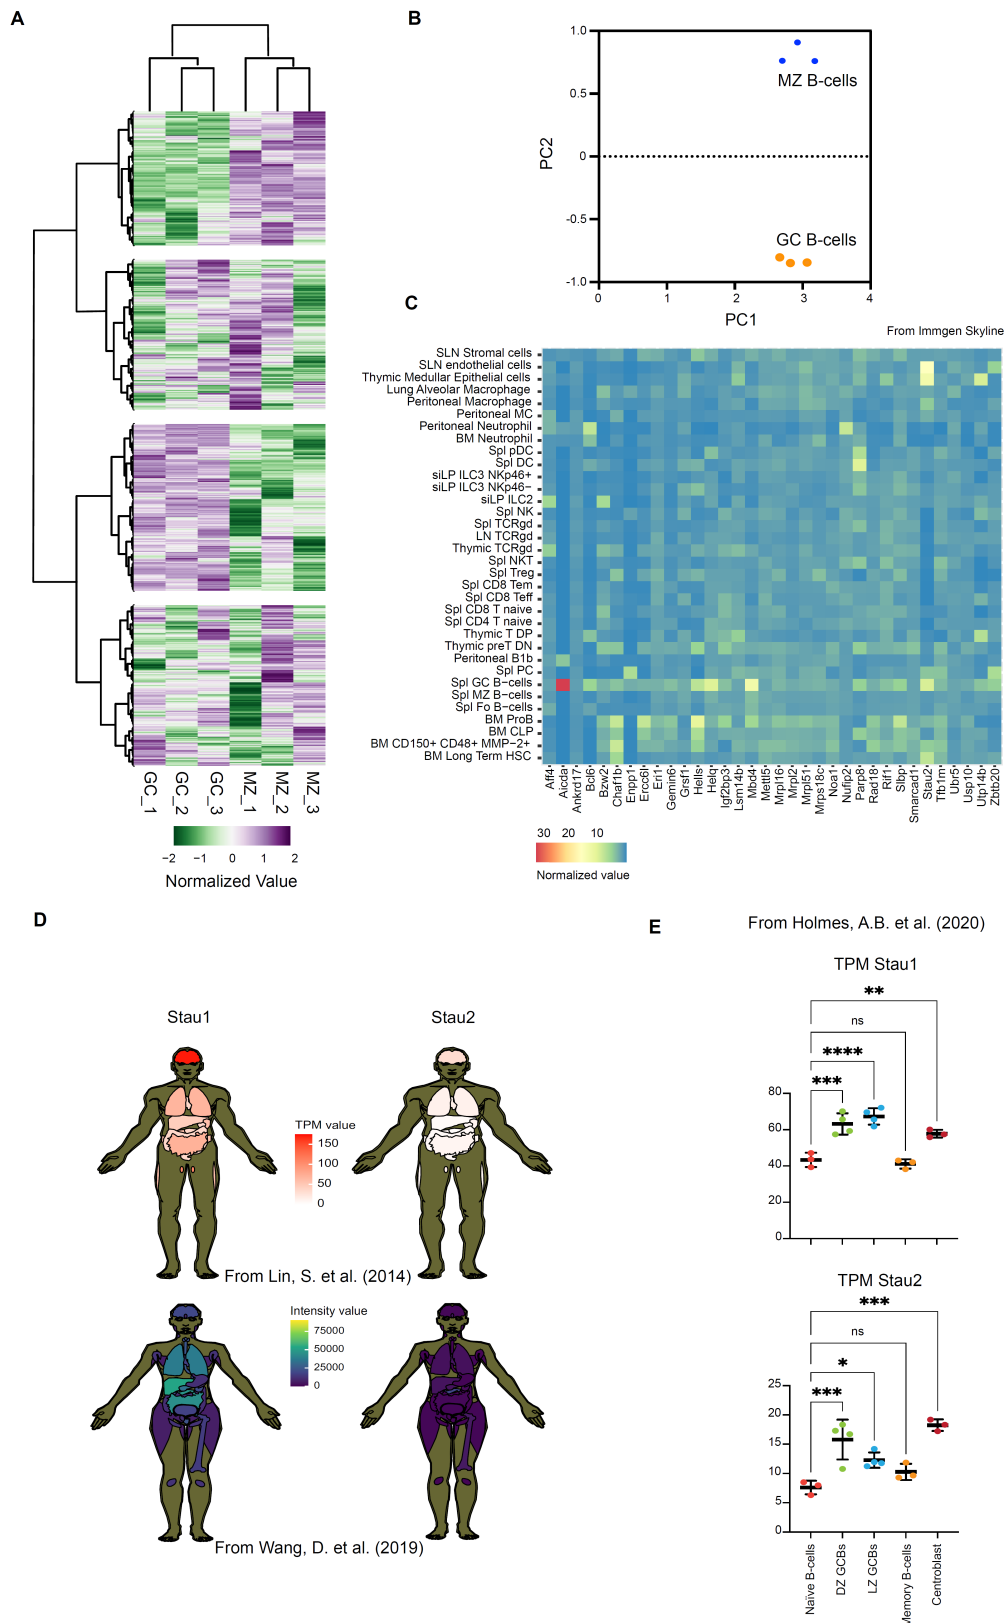 A
GC_1
GC_2
GC_3
MZ_1
MZ_2
MZ_3
−2
−1
0
1
2
Normalized Value
B
1.0
0.5
0
-0.5
-1.0
PC2
MZ B-cells
GC B-cells
0
1
2
3
4
PC1
C
From Immgen Skyline
SLN Stromal cells
SLN endothelial cells
Thymic Medullar Epithelial cells
Lung Alveolar Macrophage
Peritoneal Macrophage
Peritoneal MC
Peritoneal Neutrophil
BM Neutrophil
Spl pDC
Spl DC
siLP ILC3 NKp46+
siLP ILC3 NKp46−
siLP ILC2
Spl NK
Spl TCRgd
LN TCRgd
Thymic TCRgd
Spl NKT
Spl Treg
Spl CD8 Tem
Spl CD8 Teff
Spl CD8 T naive
Spl CD4 T naive
Thymic T DP
Thymic preT DN
Peritoneal B1b
Spl PC
Spl GC B−cells
Spl MZ B−cells
Spl Fo B−cells
BM ProB
BM CLP
BM CD150+ CD48+ MMP−2+
BM Long Term HSC
Aff4
Aicda
Ankrd17
Bcl6
Bzw2
Chaf1b
Enpp1
Ercc6l
Eri1
Gemin6
Grsf1
Hells
Helq
Igf2bp3
Lsm14b
Mbd4
Mettl5
Mrpl16
Mrpl2
Mrpl51
Mrps18c
Noa1
Nufip2
Parp8
Rad18
Rif1
Slbp
Smarcad1
Stau2
Tfb1m
Ubr5
Usp10
Utp14b
Zbtb20
30
20
10
Normalized value
D
Stau1
Stau2
TPM value
150
100
50
0
From Lin, S. et al. (2014)
Intensity value
75000
50000
25000
0
From Wang, D. et al. (2019)
E
From Holmes, A.B. et al. (2020)
TPM Stau1
**
ns
****
***
80
60
40
20
0
TPM Stau2
***
ns
*
***
25
20
15
10
5
0
Naïve B-cells
DZ GCBs
LZ GCBs
Memory B-cells
Centroblast